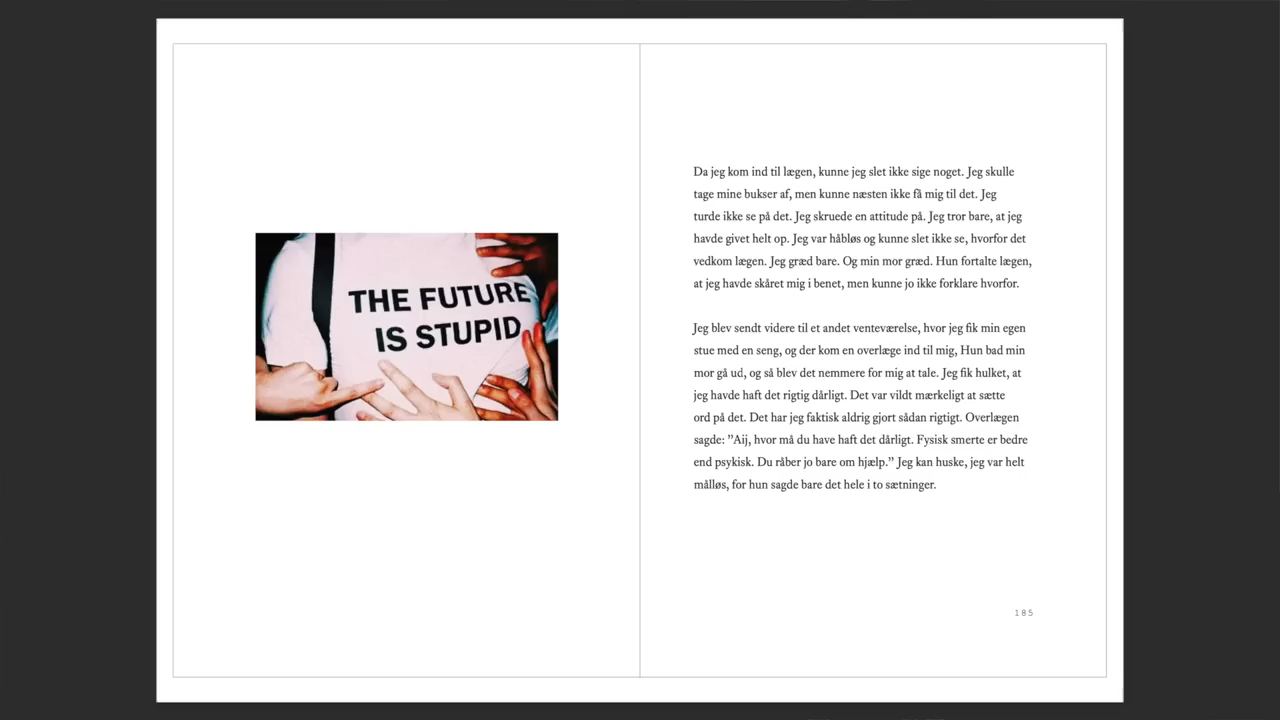 THE FUTURE
IS STUPID
Da jeg kom ind til lægen, kunne jeg slet ikke sige noget. Jeg skulle
tage mine bukser af, men kunne næsten ikke få mig til det. Jeg
turde ikke se på det. Jeg skruede en attitude på. Jeg tror bare, at jeg
havde givet helt op. Jeg var håbløs og kunne slet ikke se, hvorfor det
vedkom lægen. Jeg græd bare. Og min mor græd. Hun fortalte lægen,
at jeg havde skåret mig i benet, men kunne jo ikke forklare hvorfor.
Jeg blev sendt videre til et andet venteværelse, hvor jeg fik min egen
stue med en seng, og der kom en overlæge ind til mig, Hun bad min
mor gå ud, og så blev det nemmere for mig at tale. Jeg fik hulket, at
jeg havde haft det rigtig dårligt. Det var vildt mærkeligt at sætte
ord på det. Det har jeg faktisk aldrig gjort sådan rigtigt. Overlægen
sagde: ”Aij, hvor må du have haft det dårligt. Fysisk smerte er bedre
end psykisk. Du råber jo bare om hjælp.” Jeg kan huske, jeg var helt
målløs, for hun sagde bare det hele i to sætninger.
185